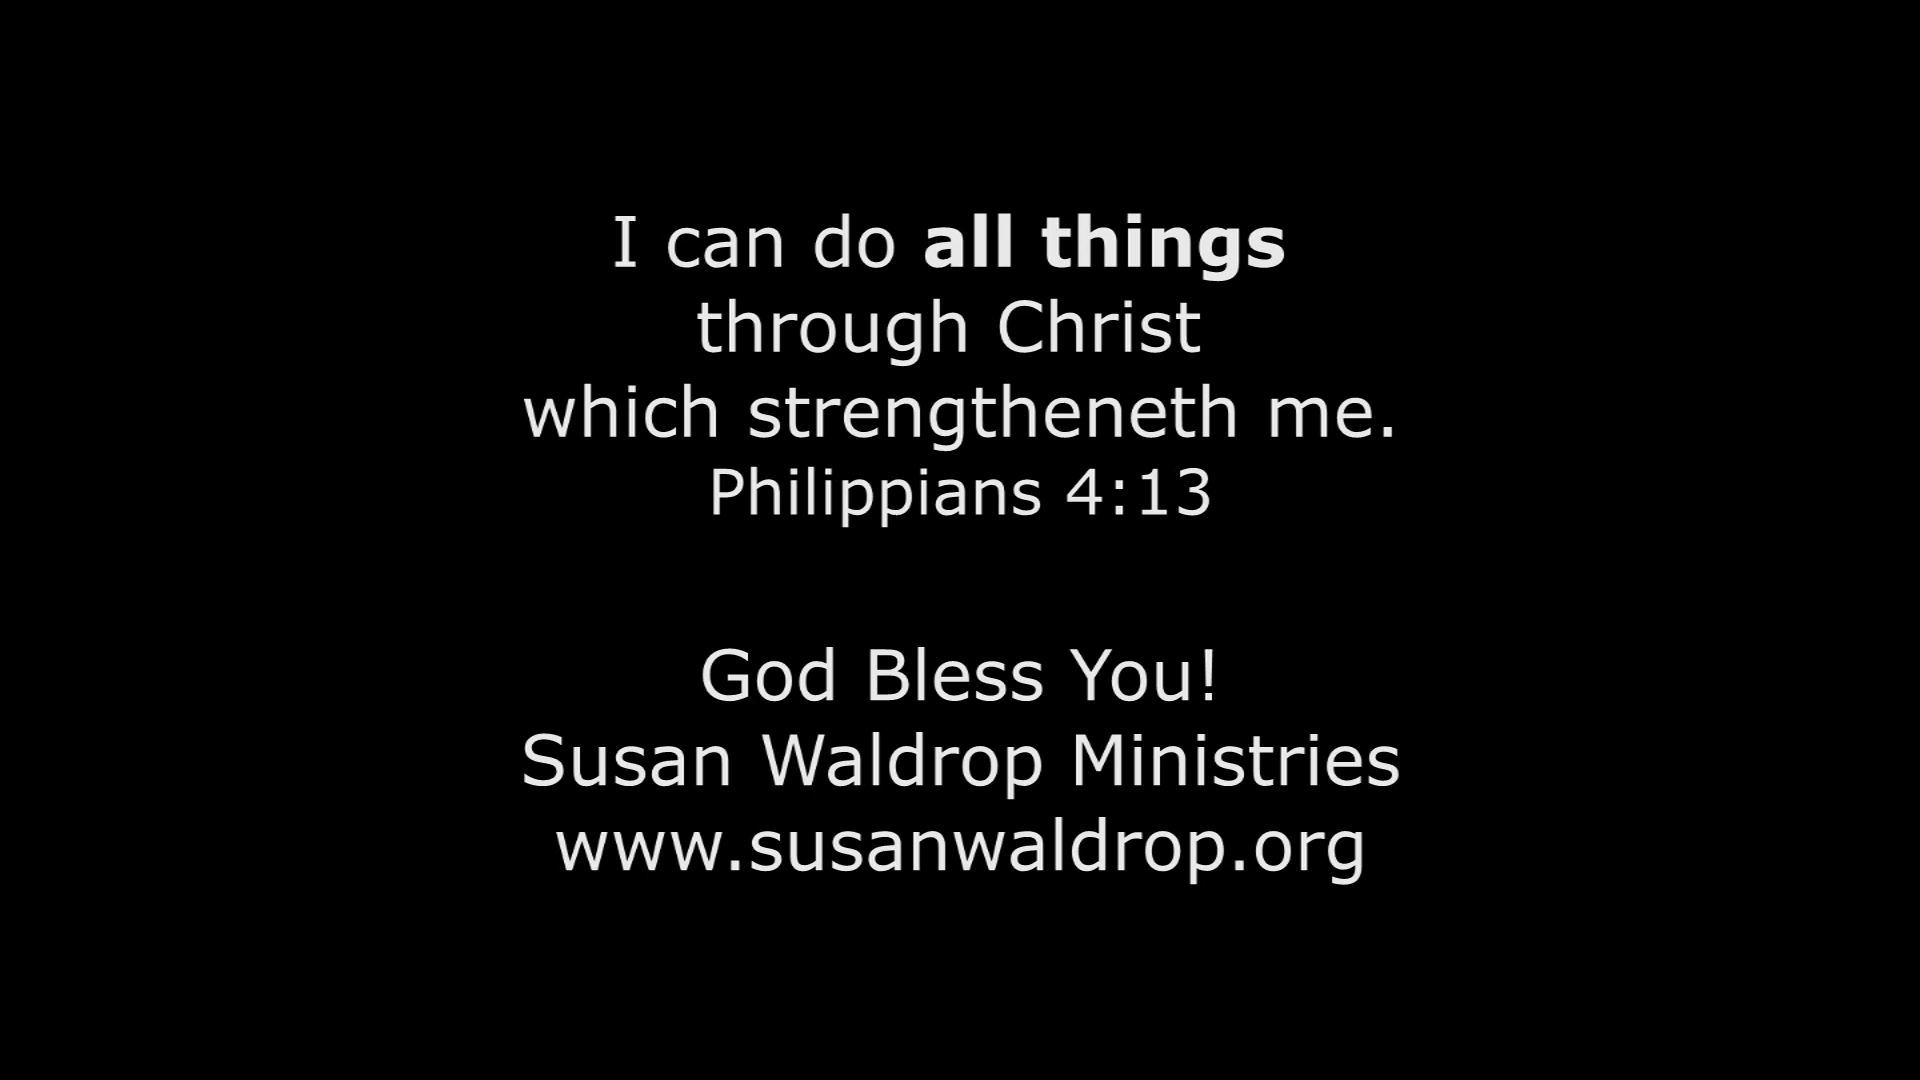 I can do all things
through Christ
which strengtheneth me.
Philippians 4:13
God Bless You!
Susan Waldrop Ministries
www.susanwaldrop.org